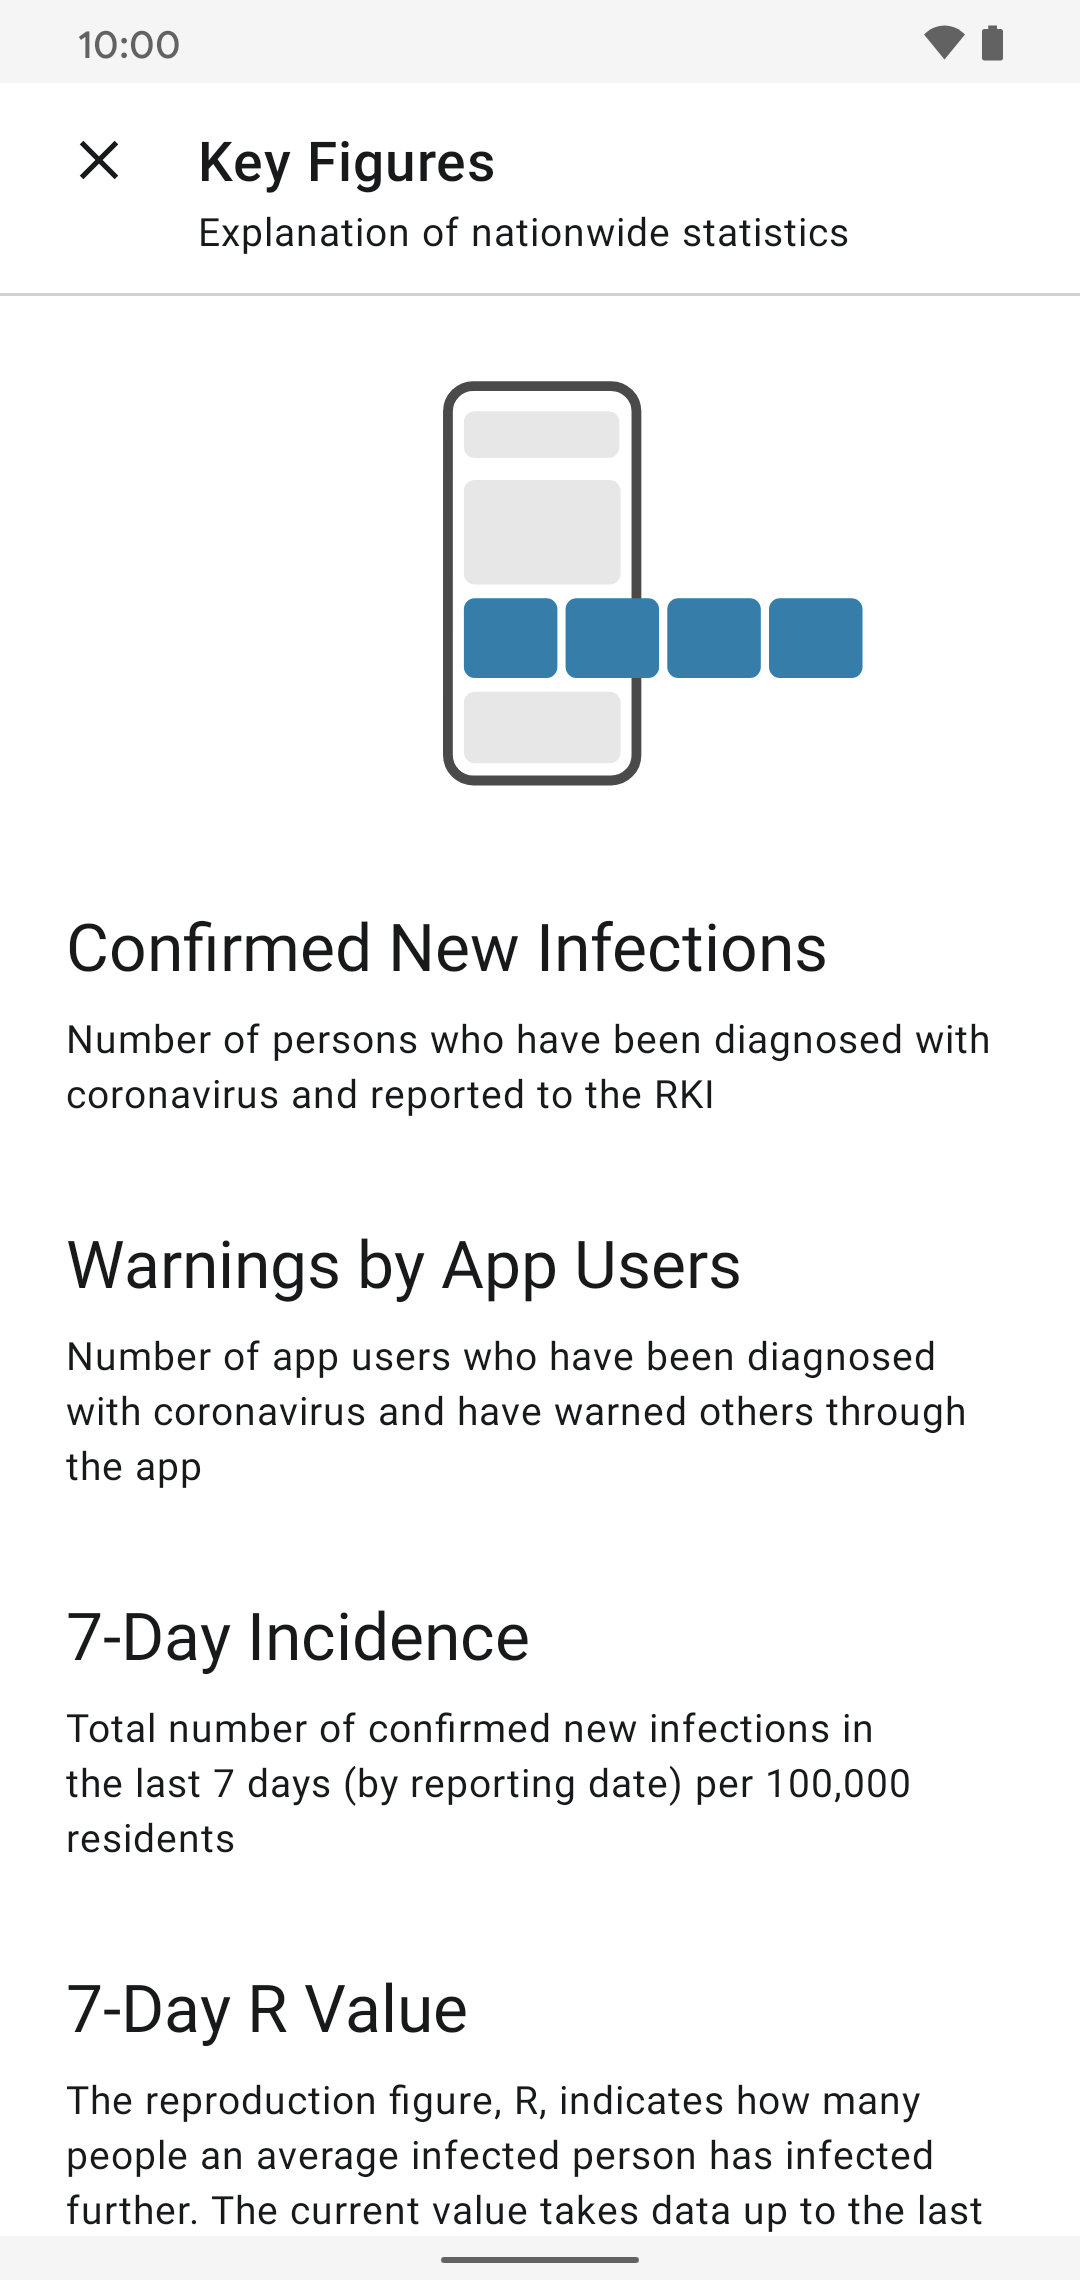 10:00
Key Figures
Explanation of nationwide statistics
Confirmed New Infections
Number of persons who have been diagnosed with
coronavirus and reported to the RKI
Warnings by App Users
Number of app users who have been diagnosed
with coronavirus and have warned others through
the app
7-Day Incidence
Total number of confirmed new infections in
the last 7 days (by reporting date) per 100,000
residents
7-Day R Value
The reproduction figure, R, indicates how many
people an average infected person has infected
further. The current value takes data up to the last